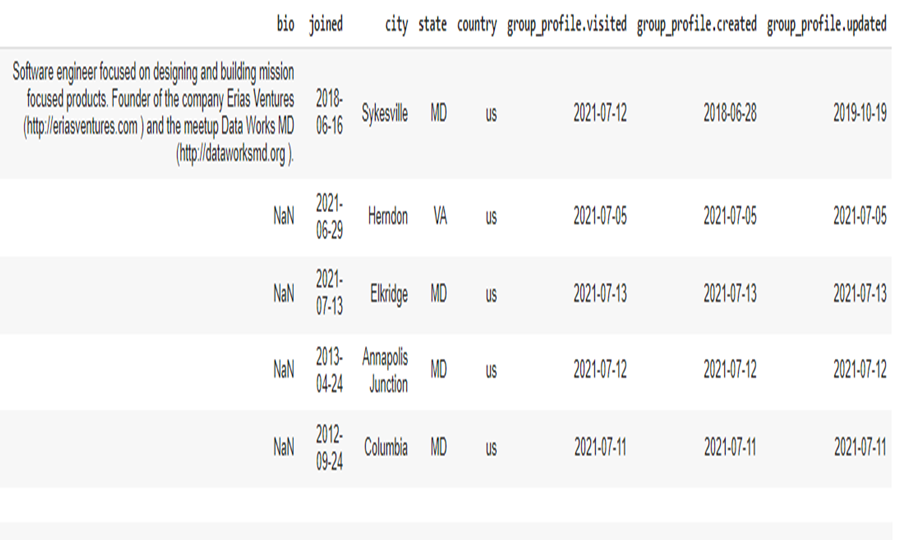 bio joined city state country group_profile.visited group_profile.created group_profile.updated
Software engineer focused on designing and building mission
focused products. Founder of the company Erias Ventures
(http://eriasventures.com ) and the meetup Data Works MD
(http://dataworksmd.org ).
2018-
06-16
Sykesville MD us 2021-07-12 2018-06-28 2019-10-19
NaN
2021-
06-29
Herndon VA us 2021-07-05 2021-07-05 2021-07-05
NaN
2021-
07-13
Elkridge MD us 2021-07-13 2021-07-13 2021-07-13
NaN
2013-
04-24
Annapolis
Junction
MD us 2021-07-12 2021-07-12 2021-07-12
NaN
2012-
09-24
Columbia MD us 2021-07-11 2021-07-11 2021-07-11